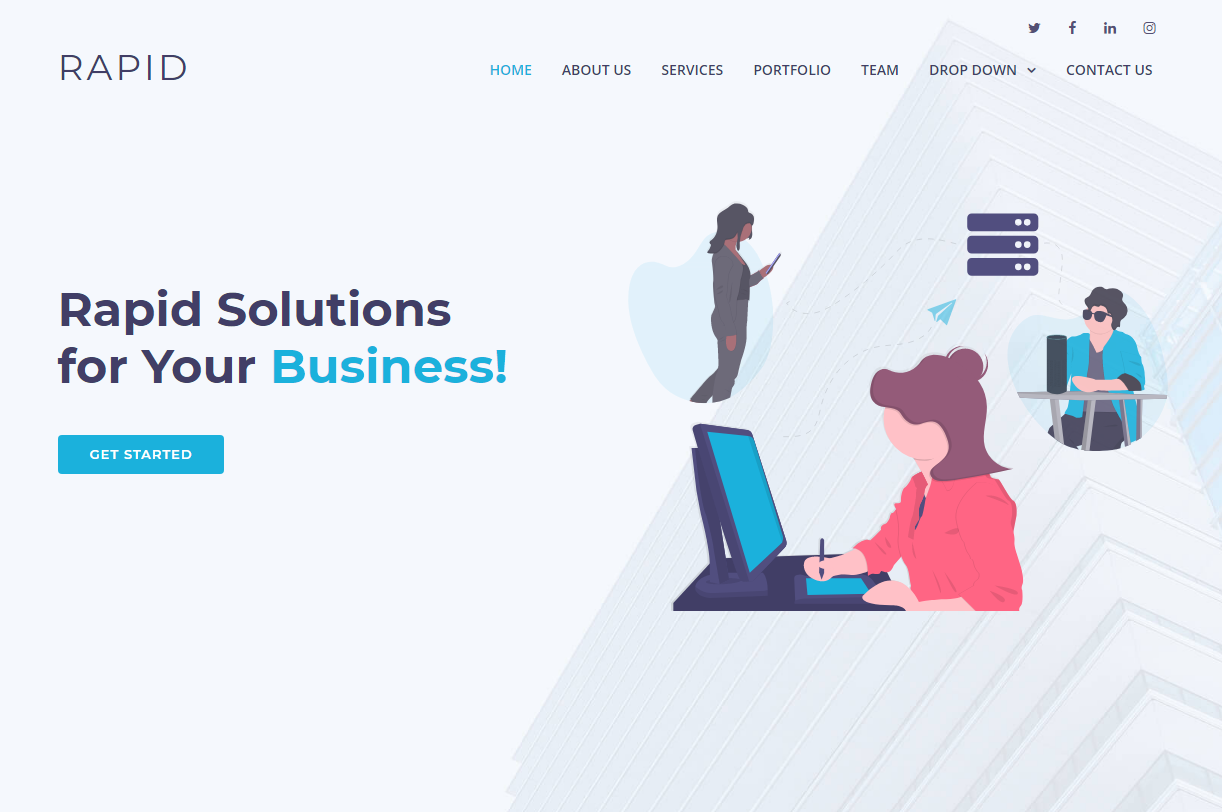 RAPID
HOME ABOUT US SERVICES PORTFOLIO TEAM DROP DOWN CONTACT US
Rapid Solutions
for Your Business!
GET STARTED